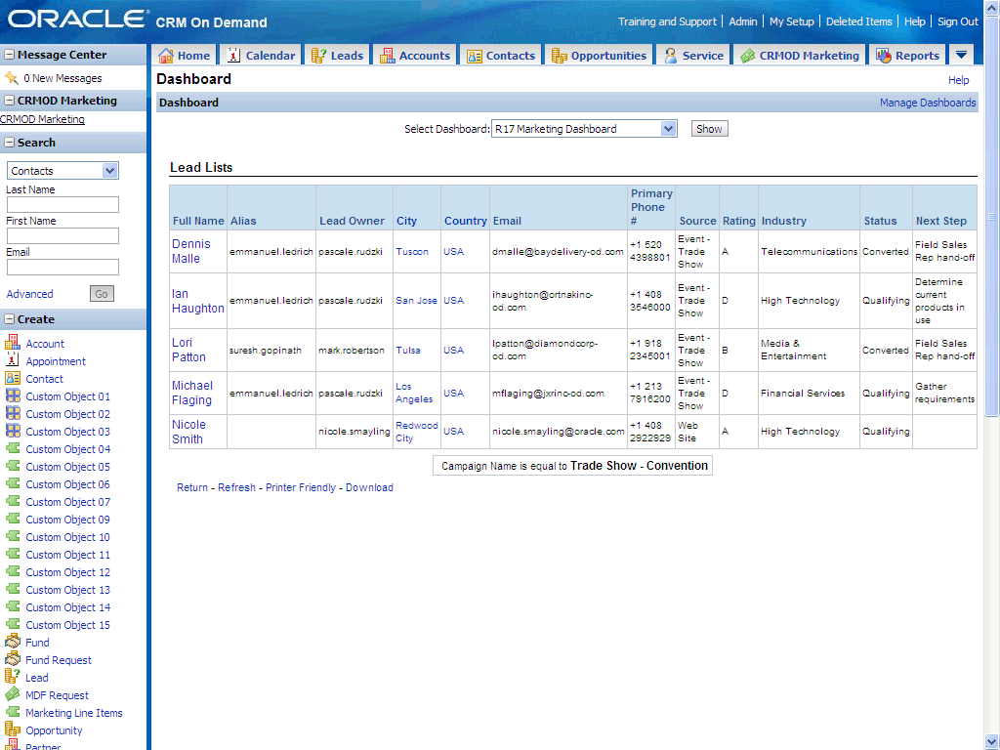 ORACLE® CRM On Demand
Training and Support | Admin | My Setup | Deleted Items | Help | Sign Out
Message Center
0 New Messages
CRMOD Marketing
CRMOD Marketing
Search
Contacts
Last Name
First Name
Email
Advanced Go
Create
Account
Appointment
Contact
Custom Object 01
Custom Object 02
Custom Object 03
Custom Object 04
Custom Object 05
Custom Object 06
Custom Object 07
Custom Object 09
Custom Object 10
Custom Object 11
Custom Object 12
Custom Object 13
Custom Object 14
Custom Object 15
Fund
Fund Request
Lead
MDF Request
Marketing Line Items
Opportunity
Partner
Home Calendar Leads Accounts Contacts Opportunities Service CRMOD Marketing Reports
Dashboard Help
Dashboard Manage Dashboards
Select Dashboard: R17 Marketing Dashboard Show
Lead Lists
Full Name Alias Lead Owner City Country Email Primary Phone # Source Rating Industry Status Next Step
Dennis Malle emmanuel.ledrich pascale.rudzki Tuscon USA dmalle@baydelivery-od.com +1 520 4398801 Event - Trade Show A Telecommunications Converted Field Sales Rep hand-off
Ian Haughton emmanuel.ledrich pascale.rudzki San Jose USA ihaughton@ortnakinc-od.com +1 408 3546000 Event - Trade Show D High Technology Qualifying Determine current products in use
Lori Patton suresh.gopinath mark.robertson Tulsa USA lpatton@diamondcorp-od.com +1 918 2345001 Event - Trade Show B Media & Entertainment Converted Field Sales Rep hand-off
Michael Flaging emmanuel.ledrich pascale.rudzki Los Angeles USA mflaging@jxrinc-od.com +1 213 7916200 Event - Trade Show D Financial Services Qualifying Gather requirements
Nicole Smith nicole.smayling Redwood City USA nicole.smayling@oracle.com +1 408 2922929 Web Site A High Technology Qualifying
Campaign Name is equal to Trade Show - Convention
Return - Refresh - Printer Friendly - Download